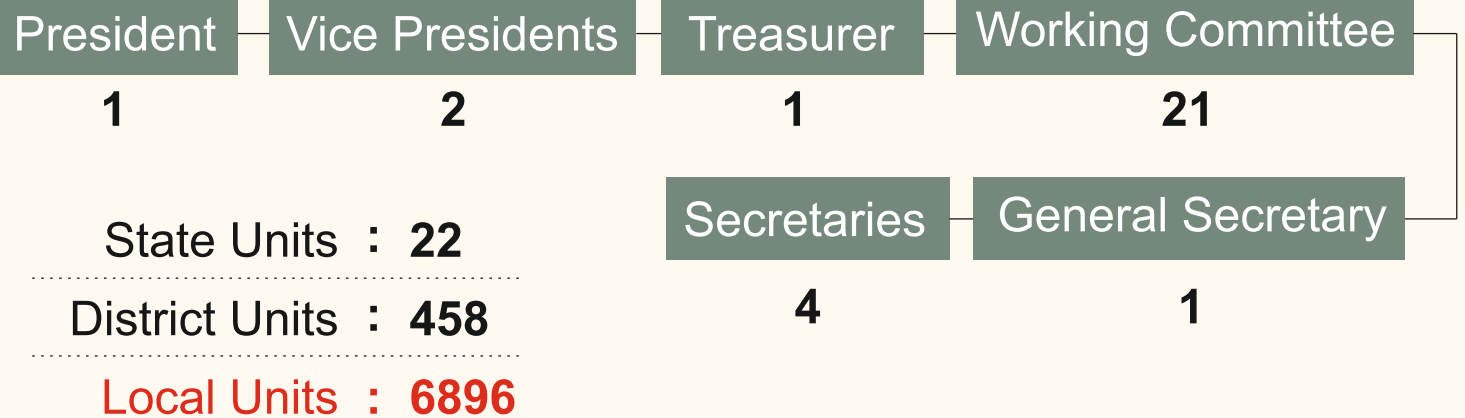 President Vice Presidents Treasurer Working Committee
1 2 1 21
Secretaries General Secretary
4 1
State Units : 22
District Units : 458
Local Units : 6896